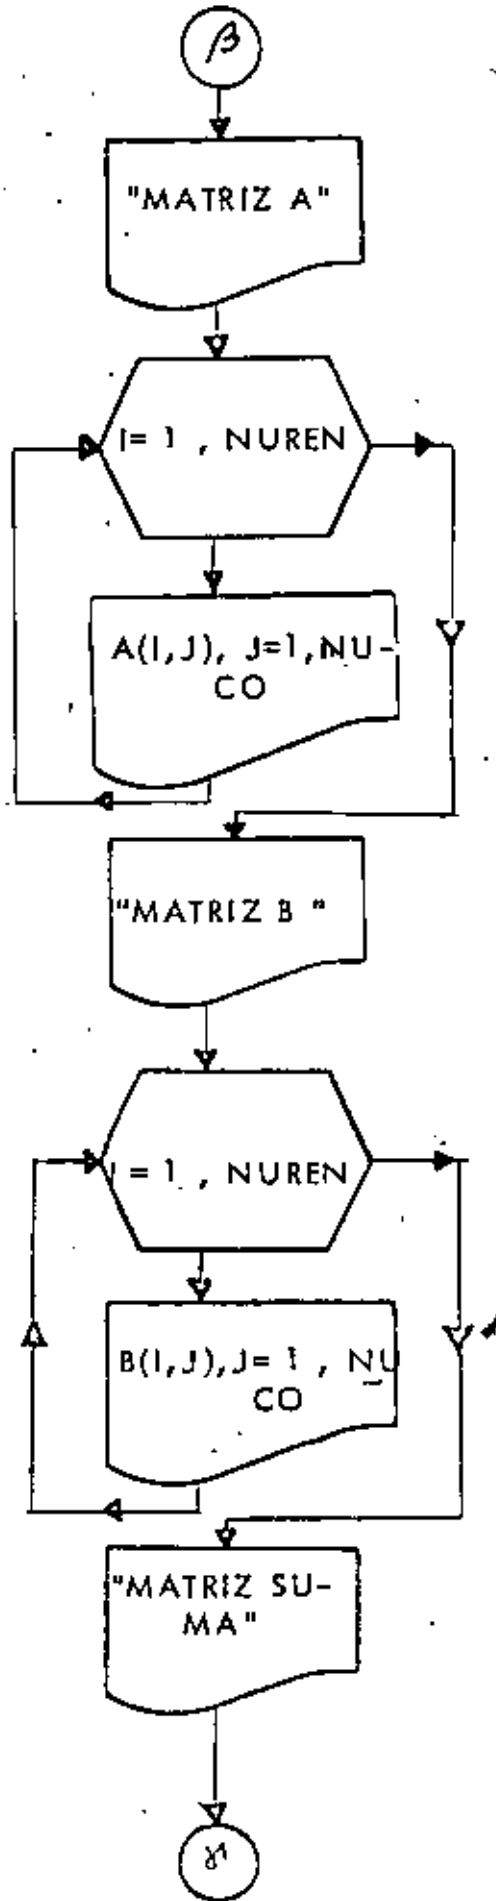 β
"MATRIZ A"
I= 1 , NUREN
A(I,J), J=1,NU-
CO
"MATRIZ B "
I = 1 , NUREN
B(I,J),J= 1 , NU
CO
"MATRIZ SU-
MA"